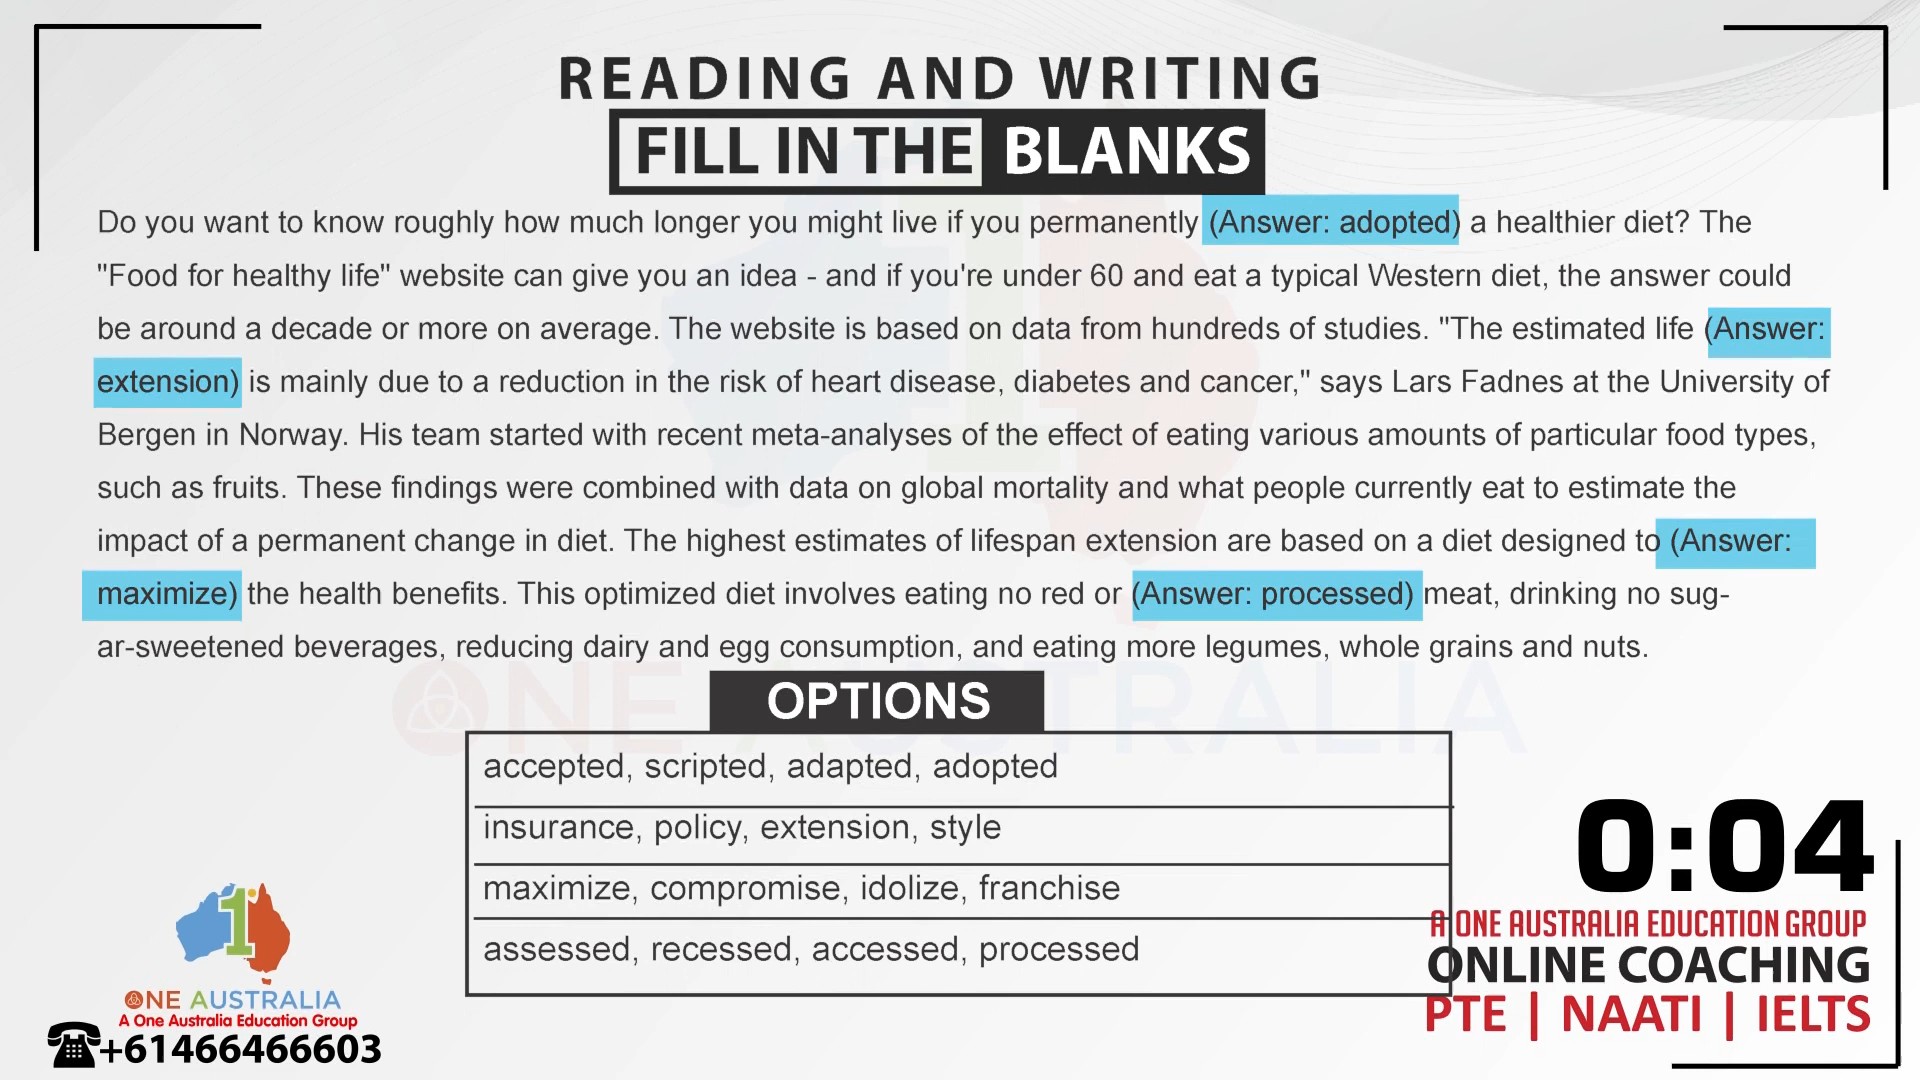 READING AND WRITING
FILL IN THE BLANKS
Do you want to know roughly how much longer you might live if you permanently (Answer: adopted) a healthier diet? The
"Food for healthy life" website can give you an idea - and if you're under 60 and eat a typical Western diet, the answer could
be around a decade or more on average. The website is based on data from hundreds of studies. "The estimated life (Answer:
extension) is mainly due to a reduction in the risk of heart disease, diabetes and cancer," says Lars Fadnes at the University of
Bergen in Norway. His team started with recent meta-analyses of the effect of eating various amounts of particular food types,
such as fruits. These findings were combined with data on global mortality and what people currently eat to estimate the
impact of a permanent change in diet. The highest estimates of lifespan extension are based on a diet designed to (Answer:
maximize) the health benefits. This optimized diet involves eating no red or (Answer: processed) meat, drinking no sug-
ar-sweetened beverages, reducing dairy and egg consumption, and eating more legumes, whole grains and nuts.
ONE AUSTRALIA
OPTIONS
accepted, scripted, adapted, adopted
insurance, policy, extension, style
maximize, compromise, idolize, franchise
assessed, recessed, accessed, processed
0:04
A ONE AUSTRALIA EDUCATION GROUP
ONLINE COACHING
PTE | NAATI | IELTS
1
ONE AUSTRALIA
A One Australia Education Group
+61466466603